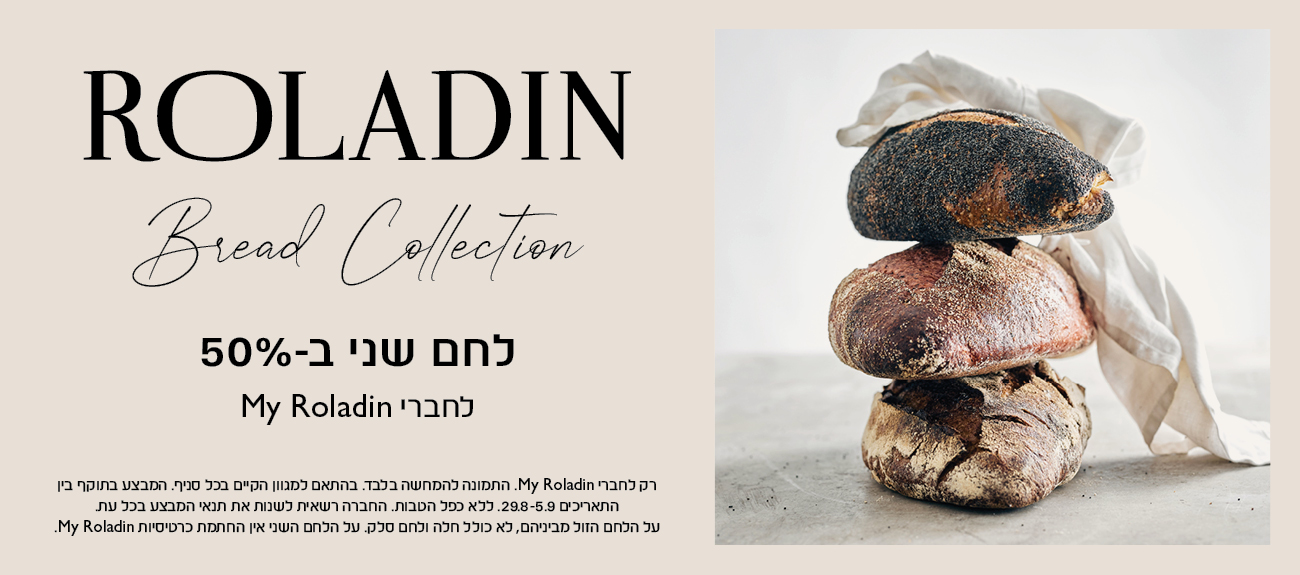 ROLADIN
Bread Collection
לחם שני ב-50%
לחברי My Roladin
רק לחברי My Roladin. התמונה להמחשה בלבד. בהתאם למגוון הקיים בכל סניף. המבצע בתוקף בין
התאריכים 29.8-5.9. ללא כפל הטבות. החברה רשאית לשנות את תנאי המבצע בכל עת.
על הלחם הזול מביניהם, לא כולל חלה ולחם סלק. על הלחם השני אין החתמת כרטיסיות My Roladin.